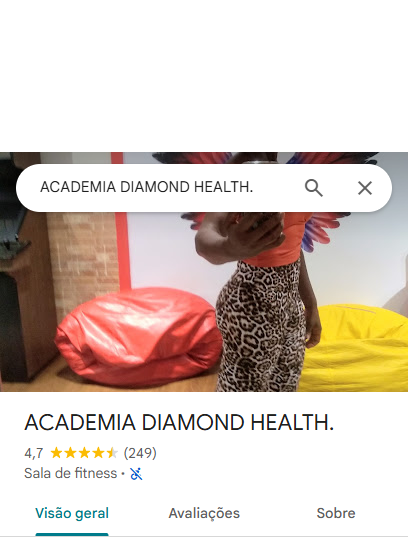 ACADEMIA DIAMOND HEALTH.
ACADEMIA DIAMOND HEALTH.
4,7 (249)
Sala de fitness ·
Visão geral Avaliações Sobre